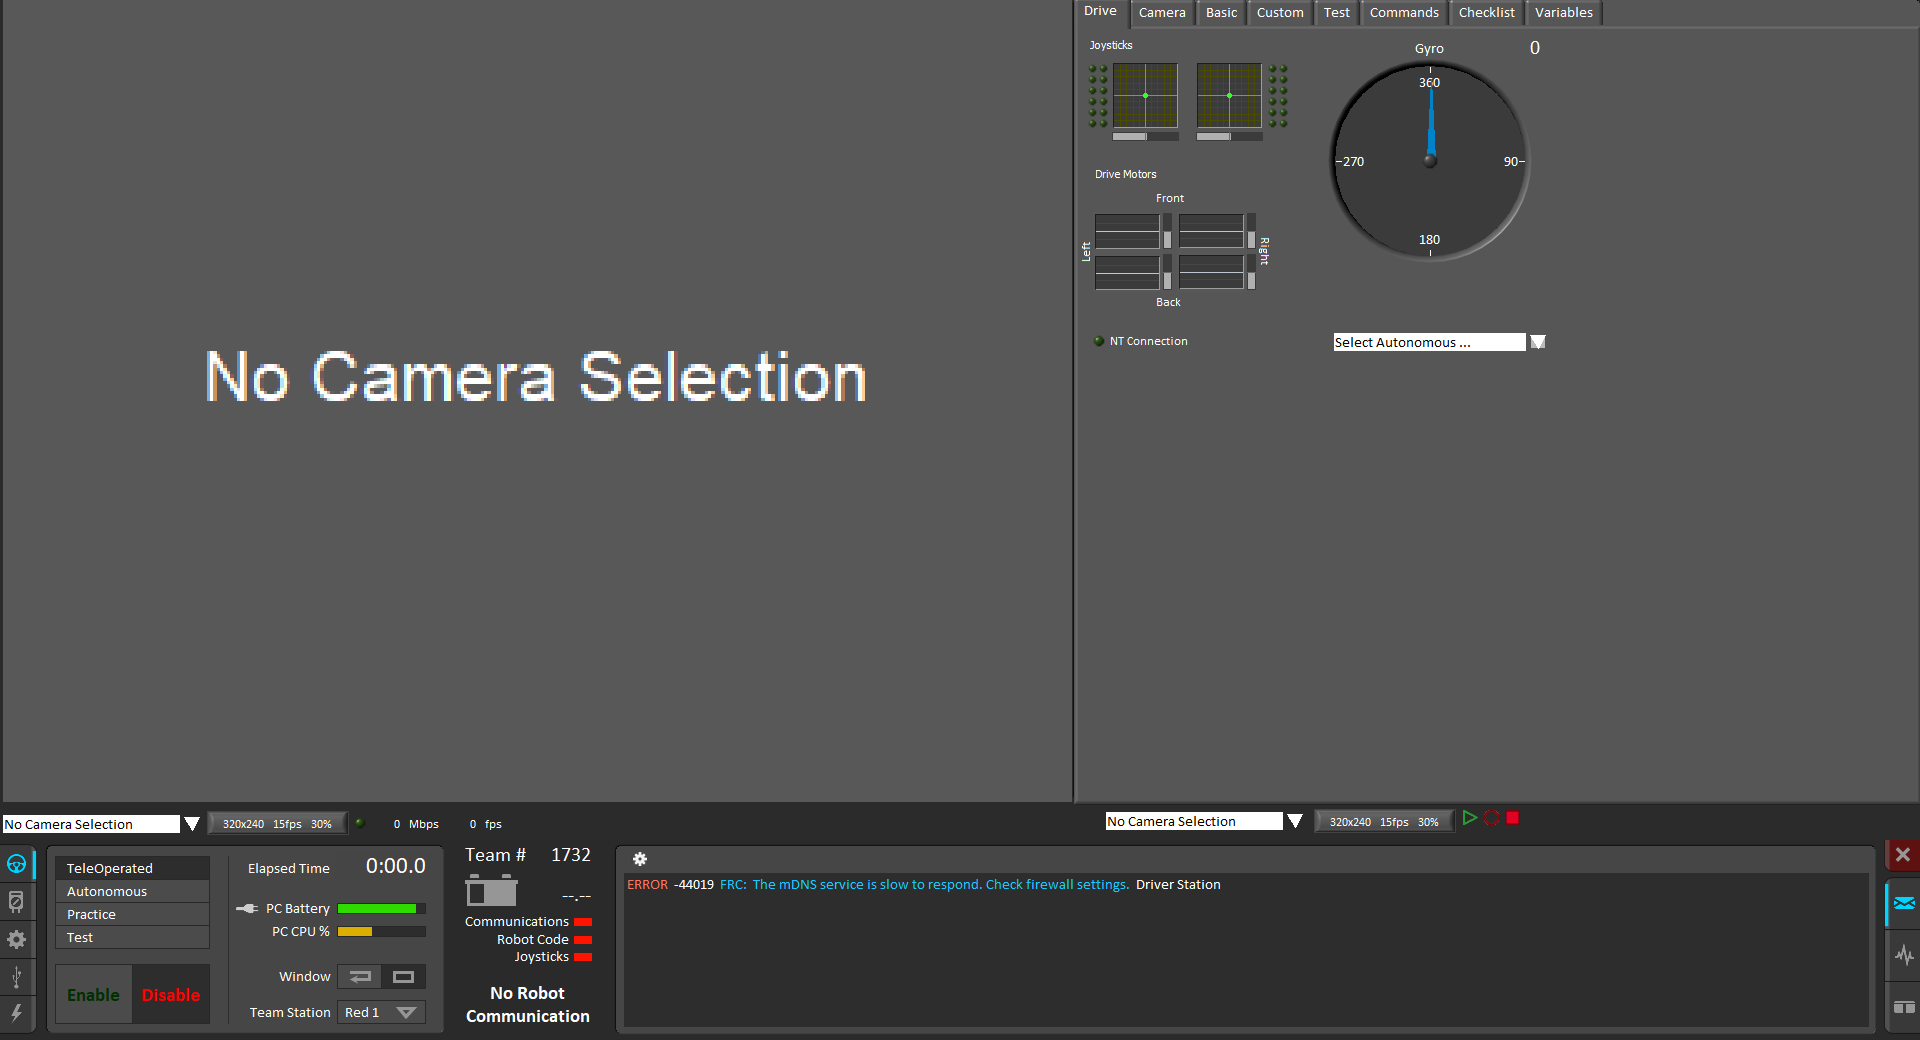 Drive Camera Basic Custom Test Commands Checklist Variables
Joysticks
Gyro 0
360
-270
90-
180
Drive Motors
Front
Left
Right
Back
NT Connection
Select Autonomous ...
No Camera Selection
No Camera Selection 320x240 15fps 30% 0 Mbps 0 fps
No Camera Selection 320x240 15fps 30%
TeleOperated
Autonomous
Practice
Test
Enable Disable
Elapsed Time 0:00.0
PC Battery
PC CPU %
Window
Team Station Red 1
Team # 1732
--.--
Communications
Robot Code
Joysticks
No Robot
Communication
ERROR -44019 FRC: The mDNS service is slow to respond. Check firewall settings. Driver Station